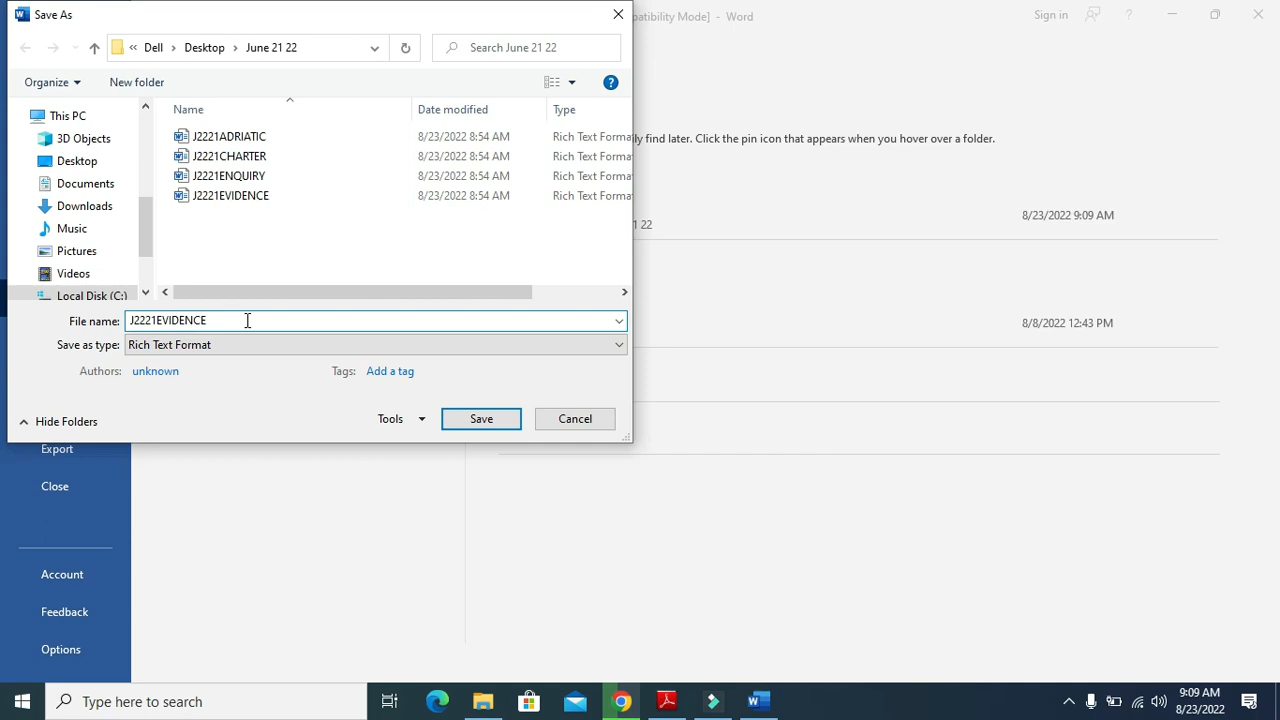 Save As
patibility Mode] - Word
Sign in
?
« Dell > Desktop > June 21 22
Search June 21 22
Organize
New folder
?
This PC
3D Objects
Desktop
Documents
Downloads
Music
Pictures
Videos
Local Disk (C:)
Name Date modified Type
J2221ADRIATIC 8/23/2022 8:54 AM Rich Text Forma
J2221CHARTER 8/23/2022 8:54 AM Rich Text Forma
J2221ENQUIRY 8/23/2022 8:54 AM Rich Text Forma
J2221EVIDENCE 8/23/2022 8:54 AM Rich Text Forma
ly find later. Click the pin icon that appears when you hover over a folder.
8/23/2022 9:09 AM
22
8/8/2022 12:43 PM
File name: J2221EVIDENCE
Save as type: Rich Text Format
Authors: unknown Tags: Add a tag
Hide Folders
Tools Save Cancel
Export
Close
Account
Feedback
Options
Type here to search
9:09 AM
8/23/2022